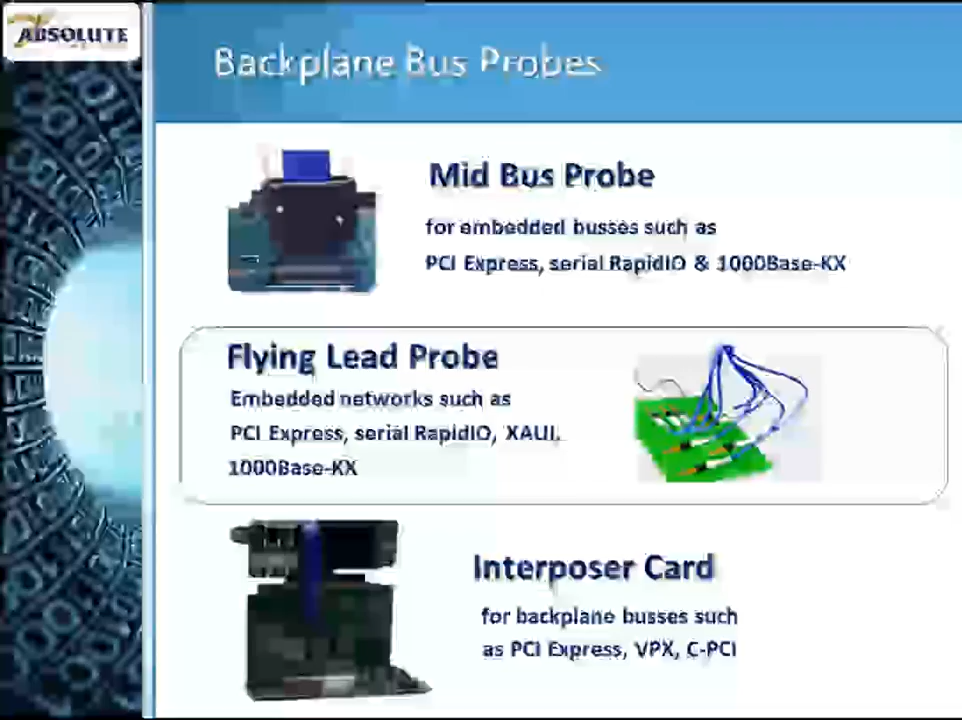 ABSOLUTE
Backplane Bus Probes
Mid Bus Probe
for embedded busses such as
PCI Express, serial RapidIO & 1000Base-KX
Flying Lead Probe
Embedded networks such as
PCI Express, serial RapidIO, XAUI,
1000Base-KX
Interposer Card
for backplane busses such
as PCI Express, VPX, C-PCI